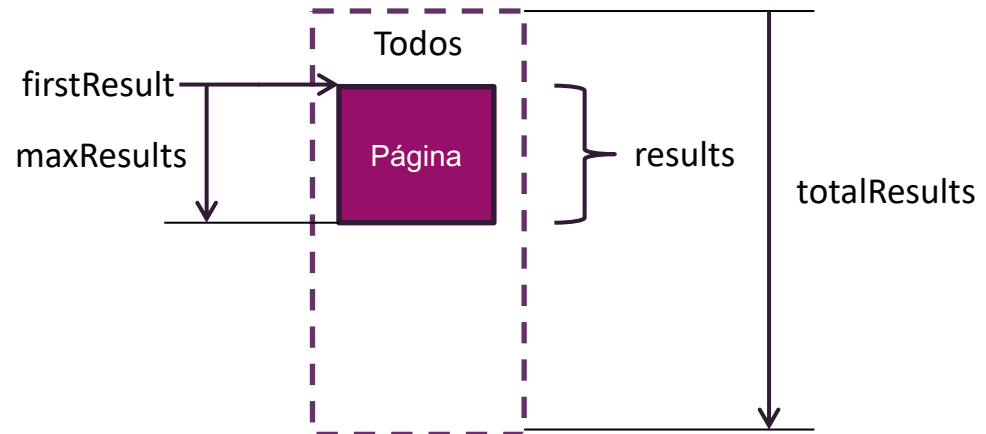 Todos
firstResult
maxResults
Página
results
totalResults